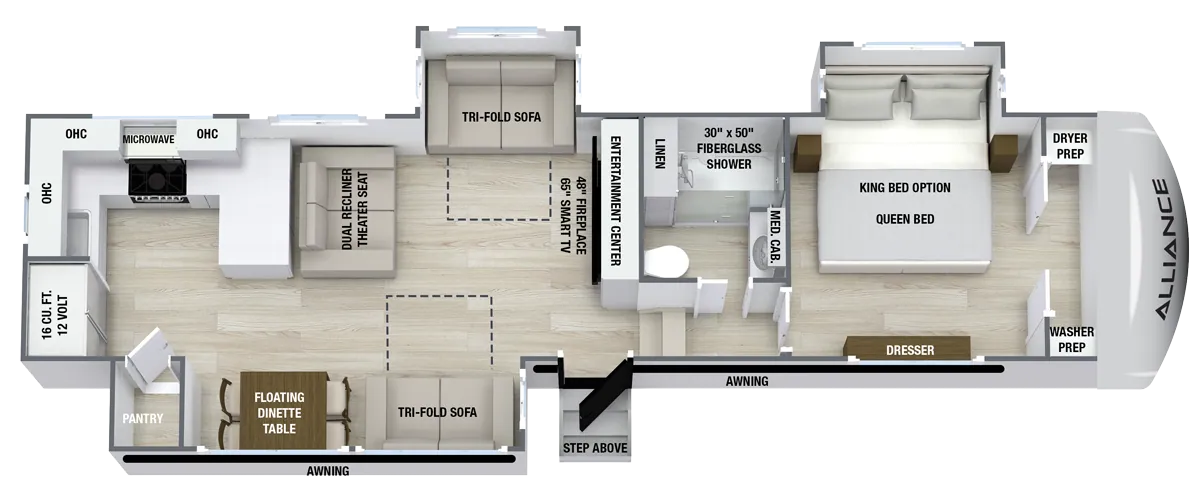 OHC
MICROWAVE
OHC
OHC
16 CU. FT.
12 VOLT
PANTRY
DUAL RECLINER
THEATER SEAT
TRI-FOLD SOFA
48" FIREPLACE
65" SMART TV
ENTERTAINMENT CENTER
FLOATING
DINETTE
TABLE
TRI-FOLD SOFA
AWNING
STEP ABOVE
AWNING
LINEN
30" x 50"
FIBERGLASS
SHOWER
MED. CAB.
KING BED OPTION
QUEEN BED
DRESSER
DRYER
PREP
WASHER
PREP
ALLIANCE